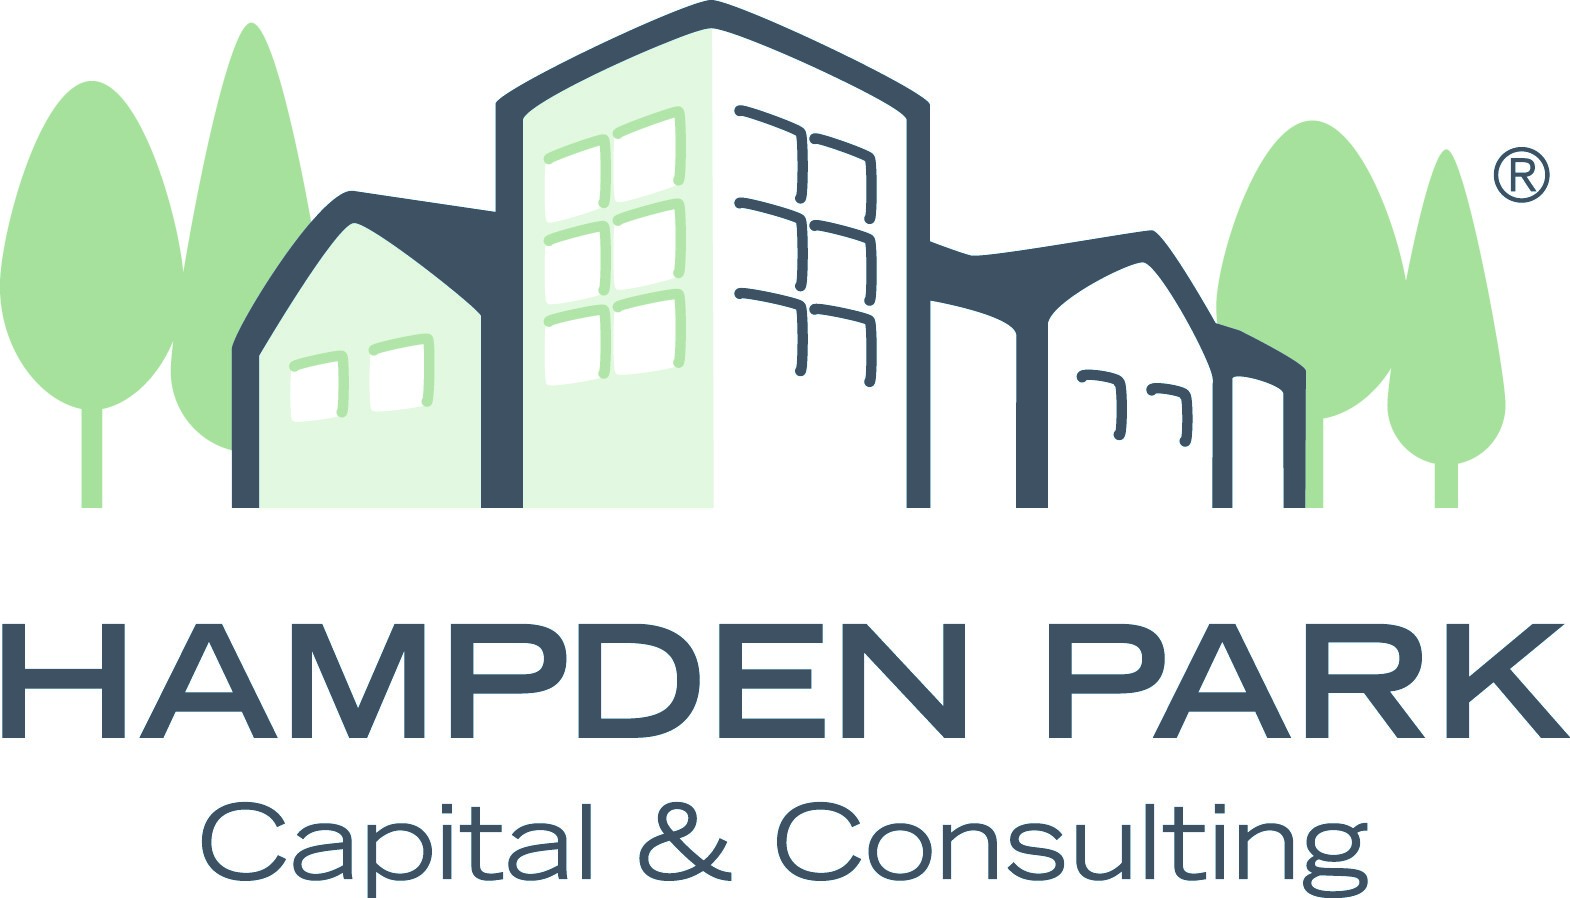 ®
HAMPDEN PARK
Capital & Consulting